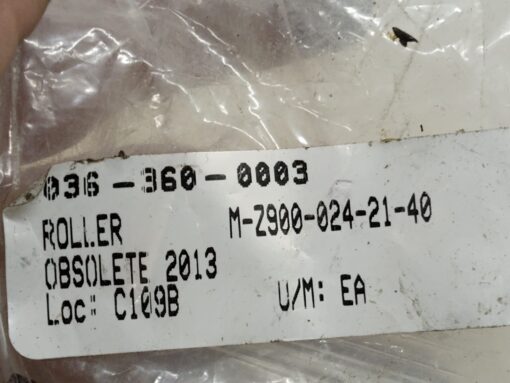 036-360-0003
ROLLER M-Z900-024-21-40
OBSOLETE 2013
Loc: C109B U/M: EA